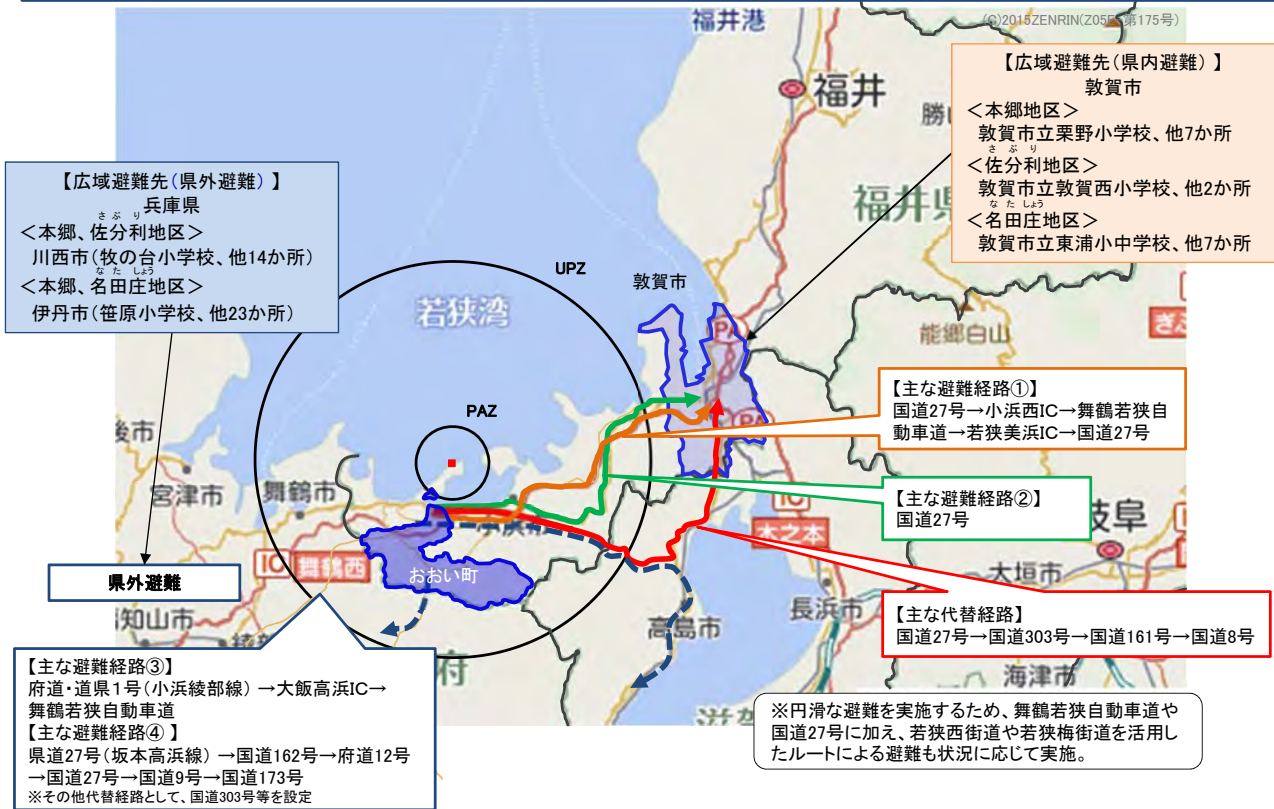 (C)2015ZENRIN(Z05E-第175号)
福井港
福井
【広域避難先(県内避難) 】
敦賀市
<本郷地区>
敦賀市立粟野小学校、他7か所
さ ぶ り
<佐分利地区>
敦賀市立敦賀西小学校、他2か所
な た しょう
<名田庄地区>
敦賀市立東浦小中学校、他7か所
勝山
福井県
【広域避難先(県外避難) 】
兵庫県
さ ぶ り
<本郷、佐分利地区>
川西市(牧の台小学校、他14か所)
な た しょう
<本郷、名田庄地区>
伊丹市(笹原小学校、他23か所)
UPZ
敦賀市
若狭湾
PA
能郷白山
ぎふ
PAZ
【主な避難経路①】
国道27号→小浜西IC→舞鶴若狭自
動車道→若狭美浜IC→国道27号
後市
宮津市
舞鶴市
PA
【主な避難経路②】
国道27号
IC
木之本
岐阜
小浜市
IC
舞鶴西
おおい町
大垣市
県外避難
知山市
綾部
高島市
長浜市
【主な代替経路】
国道27号→国道303号→国道161号→国道8号
府
海津市
滋賀
【主な避難経路③】
府道・道県1号(小浜綾部線) →大飯高浜IC→
舞鶴若狭自動車道
【主な避難経路④ 】
県道27号(坂本高浜線) →国道162号→府道12号
→国道27号→国道9号→国道173号
※その他代替経路として、国道303号等を設定
※円滑な避難を実施するため、舞鶴若狭自動車道や
国道27号に加え、若狭西街道や若狭梅街道を活用し
たルートによる避難も状況に応じて実施。